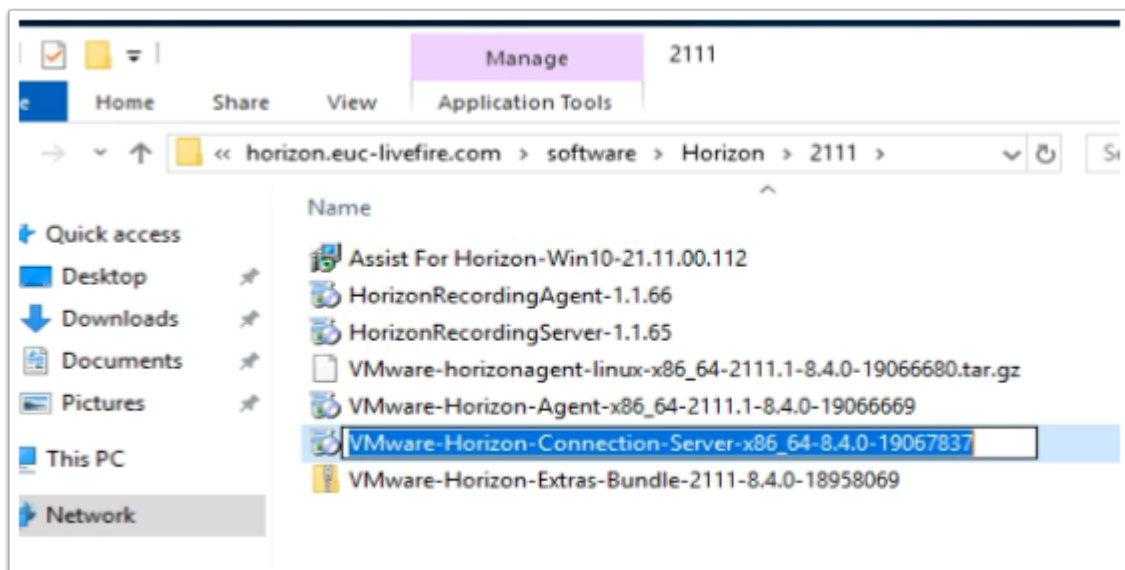 Manage 2111
Home Share View Application Tools
« horizon.euc-livefire.com > software > Horizon > 2111 >
Name
Quick access
Desktop
Downloads
Documents
Pictures
This PC
Network
Assist For Horizon-Win10-21.11.00.112
HorizonRecordingAgent-1.1.66
HorizonRecordingServer-1.1.65
VMware-horizonagent-linux-x86_64-2111.1-8.4.0-19066680.tar.gz
VMware-Horizon-Agent-x86_64-2111.1-8.4.0-19066669
VMware-Horizon-Connection-Server-x86_64-8.4.0-19067837
VMware-Horizon-Extras-Bundle-2111-8.4.0-18958069